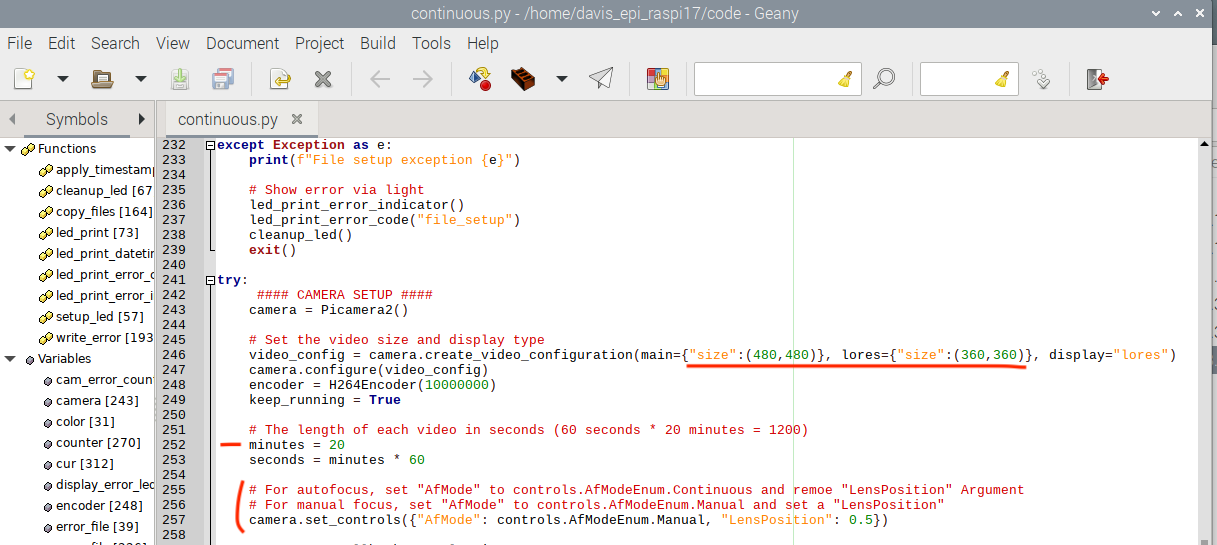 continuous.py - /home/davis_epi_raspi17/code - Geany
File Edit Search View Document Project Build Tools Help
Symbols
continuous.py
Functions
apply_timestamp
cleanup_led [67
copy_files [164]
led_print [73]
led_print_datetin
led_print_error_c
led_print_error_i
setup_led [57]
write_error [193
Variables
cam_error_coun
camera [243]
color [31]
counter [270]
cur [312]
display_error_led
encoder [248]
error_file [39]
232 except Exception as e:
233 print(f"File setup exception {e}")
234
235 # Show error via light
236 led_print_error_indicator()
237 led_print_error_code("file_setup")
238 cleanup_led()
239 exit()
240
241 try:
242 #### CAMERA SETUP ####
243 camera = Picamera2()
244
245 # Set the video size and display type
246 video_config = camera.create_video_configuration(main={"size":(480,480)}, lores={"size":(360,360)}, display="lores")
247 camera.configure(video_config)
248 encoder = H264Encoder(10000000)
249 keep_running = True
250
251 # The length of each video in seconds (60 seconds * 20 minutes = 1200)
252 minutes = 20
253 seconds = minutes * 60
254
255 # For autofocus, set "AfMode" to controls.AfModeEnum.Continuous and remoe "LensPosition" Argument
256 # For manual focus, set "AfMode" to controls.AfModeEnum.Manual and set a "LensPosition"
257 camera.set_controls({"AfMode": controls.AfModeEnum.Manual, "LensPosition": 0.5})
258